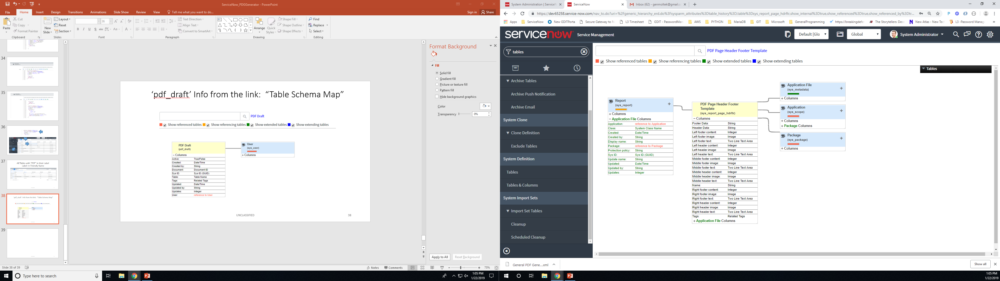 ServiceNow_PDGGenerator - PowerPoint
File Home Insert Design Transitions Animations Slide Show Review View Tell me what you want to do... Sign in Share
Paste
Cut
Copy
Format Painter
Clipboard
New Slide
Layout
Reset
Section
Slides
36
B I U S abc AV Aa A
Font
Text Direction
Align Text
Convert to SmartArt
Paragraph
Arrange
Quick Styles
Shape Fill
Shape Outline
Shape Effects
Drawing
Find
Replace
Select
Editing
34
35
36
37
All Tables with "PDF" in their Label
Label == Friendly Name
38
'pdf_draft' Info from the link: "Table Schema Map"
39
'pdf_draft' Info from the link:  "Table Schema Map"
PDF Draft
Show referenced tables Show referencing tables Show extended tables Show extending tables
PDF Draft
(pdf_draft)
− Columns
Active: True/False
Created: Date/Time
Created by: String
Document: Document ID
Sys ID: Sys ID (GUID)
Table: Table Name
Tags: Related Tags
Updated: Date/Time
Updated by: String
Updates: Integer
User: reference to User
User
(sys_user)
+ Columns
UNCLASSIFIED 38
Format Background
Fill
Solid fill
Gradient fill
Picture or texture fill
Pattern fill
Hide background graphics
Color
Transparency 0%
Apply to All Reset Background
Slide 38 of 39
Notes Comments 75%
Type here to search
1:05 PM
1/22/2019
System Administration | ServiceN
ServiceNow
Inbox (62) - genmoltek@gmail.c
https://dev65258.service-now.com/nav_to.do?uri=%2Fgeneric_hierarchy_erd.do%3Fsysparm_attributes%3Dtable_history%3D,table%3Dsys_report_page_hdrftr,show_internal%3Dtrue,show_referenced%3Dtrue,show_referenced_by%3Dtr...
Apps ServiceNow New GDITPorta Secure Gateway to N L3 Timesheet GDIT - PasswordMan AWS PYTHON MariaDB GIT Microsoft GeneralProgramming https://breakingdefe The Storytellers: Dec New Atlas - New Tec L3 -Password Manag
servicenow Service Management
Default [Glo
Global
System Administrator
tables
Archive Tables
Archive Push Notification
Archive Email
System Clone
Clone Definition
Exclude Tables
System Definition
Tables
Tables & Columns
System Import Sets
Import Set Tables
Cleanup
Scheduled Cleanup
PDF Page Header Footer Template
Show referenced tables Show referencing tables Show extended tables Show extending tables
Tables
Report
(sys_report)
+ Columns
− Application File Columns
Application: reference to Application
Class: System Class Name
Created: Date/Time
Created by: String
Display name: String
Package: reference to Package
Protection policy: String
Sys ID: Sys ID (GUID)
Update name: String
Updated: Date/Time
Updated by: String
Updates: Integer
PDF Page Header Footer
Template
(sys_report_page_hdrftr)
− Columns
Footer Data: String
Header Data: String
Left footer content: Integer
Left footer image: Image
Left footer text: Two Line Text Area
Left header content: Integer
Left header image: Image
Left header text: Two Line Text Area
Middle footer content: Integer
Middle footer image: Image
Middle footer text: Two Line Text Area
Middle header content: Integer
Middle header image: Image
Middle header text: Two Line Text Area
Name: String
Right footer content: Integer
Right footer image: Image
Right footer text: Two Line Text Area
Right header content: Integer
Right header image: Image
Right header text: Two Line Text Area
Tags: Related Tags
+ Application File Columns
Application File
(sys_metadata)
+ Columns
Application
(sys_scope)
+ Columns
+ Package Columns
Package
(sys_package)
+ Columns
General PDF Gene....xml
Show all
1:05 PM
1/22/2019